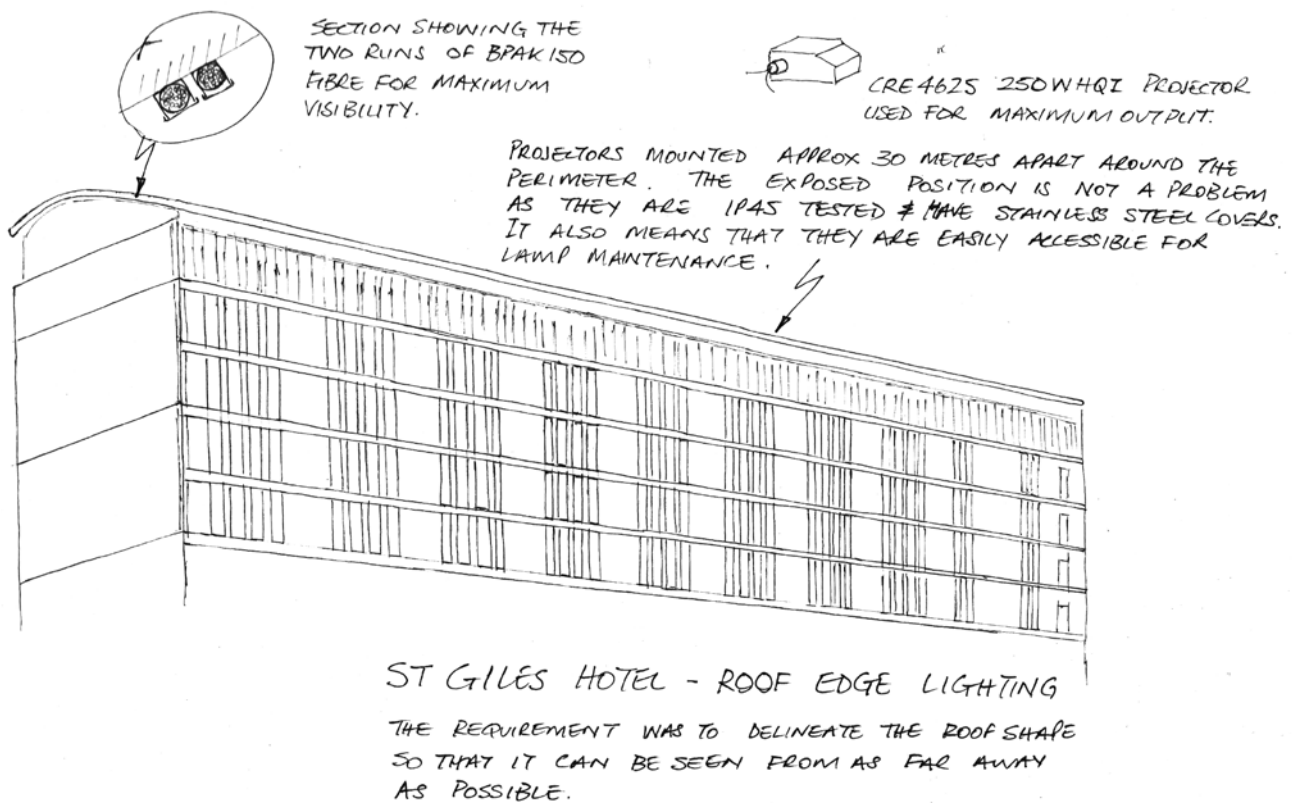 SECTION SHOWING THE
TWO RUNS OF BPAK 150
FIBRE FOR MAXIMUM
VISIBILITY.
CRE4625 250W HQI PROJECTOR
USED FOR MAXIMUM OUTPUT.
PROJECTORS MOUNTED APPROX 30 METRES APART AROUND THE
PERIMETER. THE EXPOSED POSITION IS NOT A PROBLEM
AS THEY ARE IP45 TESTED & HAVE STAINLESS STEEL COVERS.
IT ALSO MEANS THAT THEY ARE EASILY ACCESSIBLE FOR
LAMP MAINTENANCE.
ST GILES HOTEL - ROOF EDGE LIGHTING
THE REQUIREMENT WAS TO DELINEATE THE ROOF SHAPE
SO THAT IT CAN BE SEEN FROM AS FAR AWAY
AS POSSIBLE.